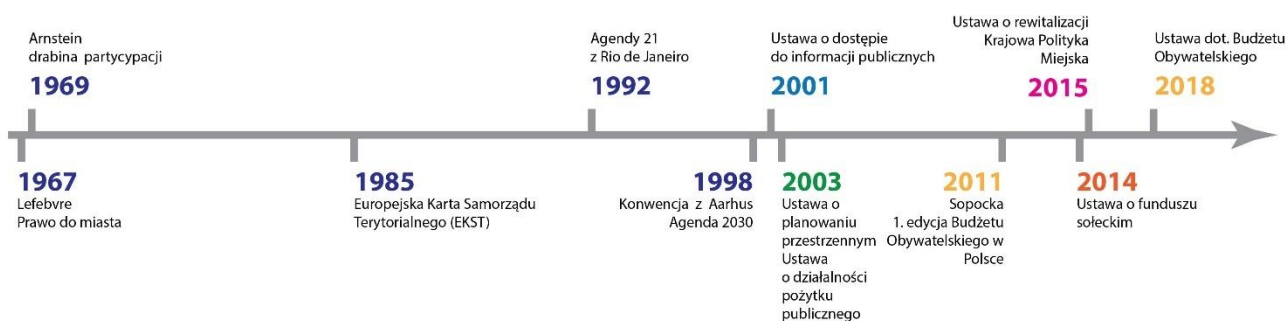 Arnstein
drabina partycypacji
1969
Agendy 21
z Rio de Janeiro
1992
Ustawa o dostępie
do informacji publicznych
2001
Ustawa o rewitalizacji
Krajowa Polityka
Miejska
2015
Ustawa dot. Budżetu
Obywatelskiego
2018
1967
Lefebvre
Prawo do miasta
1985
Europejska Karta Samorządu
Terytorialnego (EKST)
1998
Konwencja z Aarhus
Agenda 2030
2003
Ustawa o
planowaniu
przestrzennym
Ustawa
o działalności
pożytku
publicznego
2011
Sopocka
1. edycja Budżetu
Obywatelskiego w
Polsce
2014
Ustawa o funduszu
sołeckim